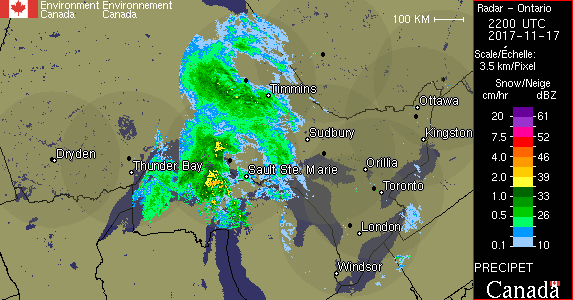 Environment Environnement
Canada Canada
100 KM
Timmins
Ottawa
Sudbury
Kingston
Dryden
Thunder Bay
Sault Ste. Marie
Orillia
Toronto
London
Windsor
Radar - Ontario
2200 UTC
2017-11-17
Scale/Échelle:
3.5 km/Pixel
Snow/Neige
cm/hr dBZ
20 61
7.5 52
4.0 46
2.0 39
1.0 33
0.5 26
0.1 10
PRECIPET
Canada